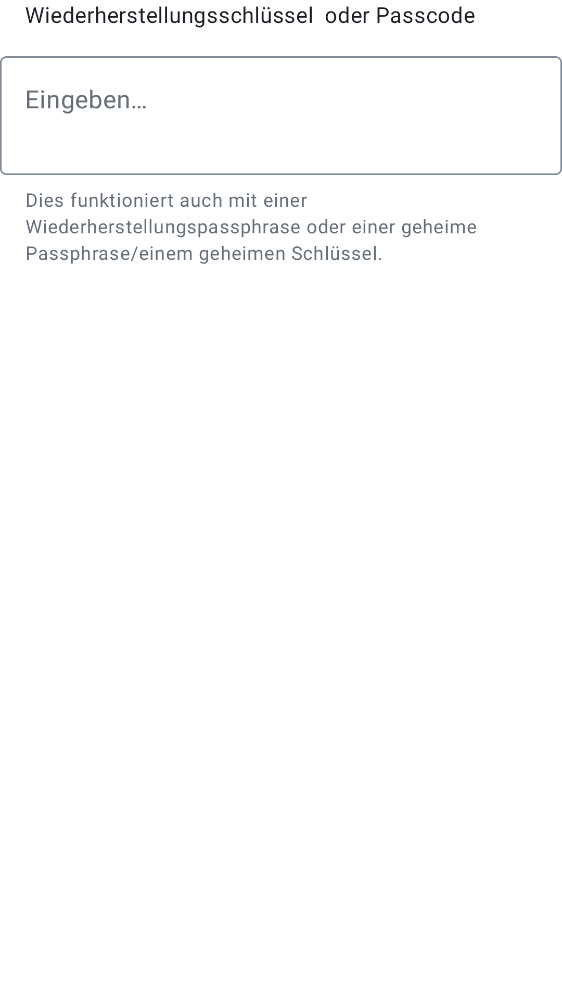 Wiederherstellungsschlüssel  oder Passcode
Eingeben…
Dies funktioniert auch mit einer
Wiederherstellungspassphrase oder einer geheime
Passphrase/einem geheimen Schlüssel.